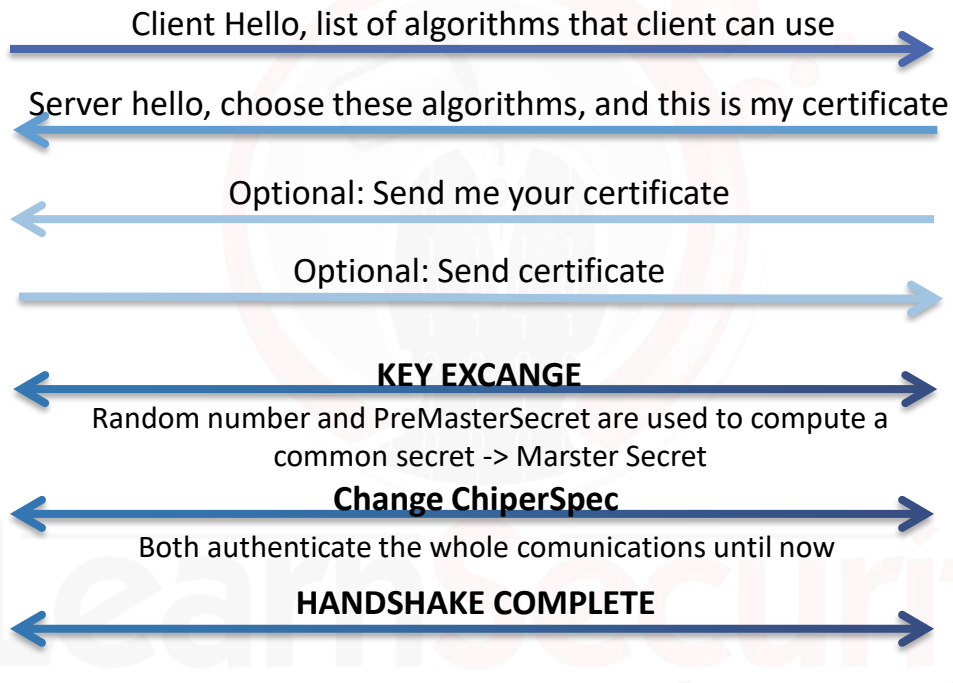 Client Hello, list of algorithms that client can use
Server hello, choose these algorithms, and this is my certificate
Optional: Send me your certificate
Optional: Send certificate
KEY EXCANGE
Random number and PreMasterSecret are used to compute a
common secret -> Marster Secret
Change ChiperSpec
Both authenticate the whole comunications until now
HANDSHAKE COMPLETE